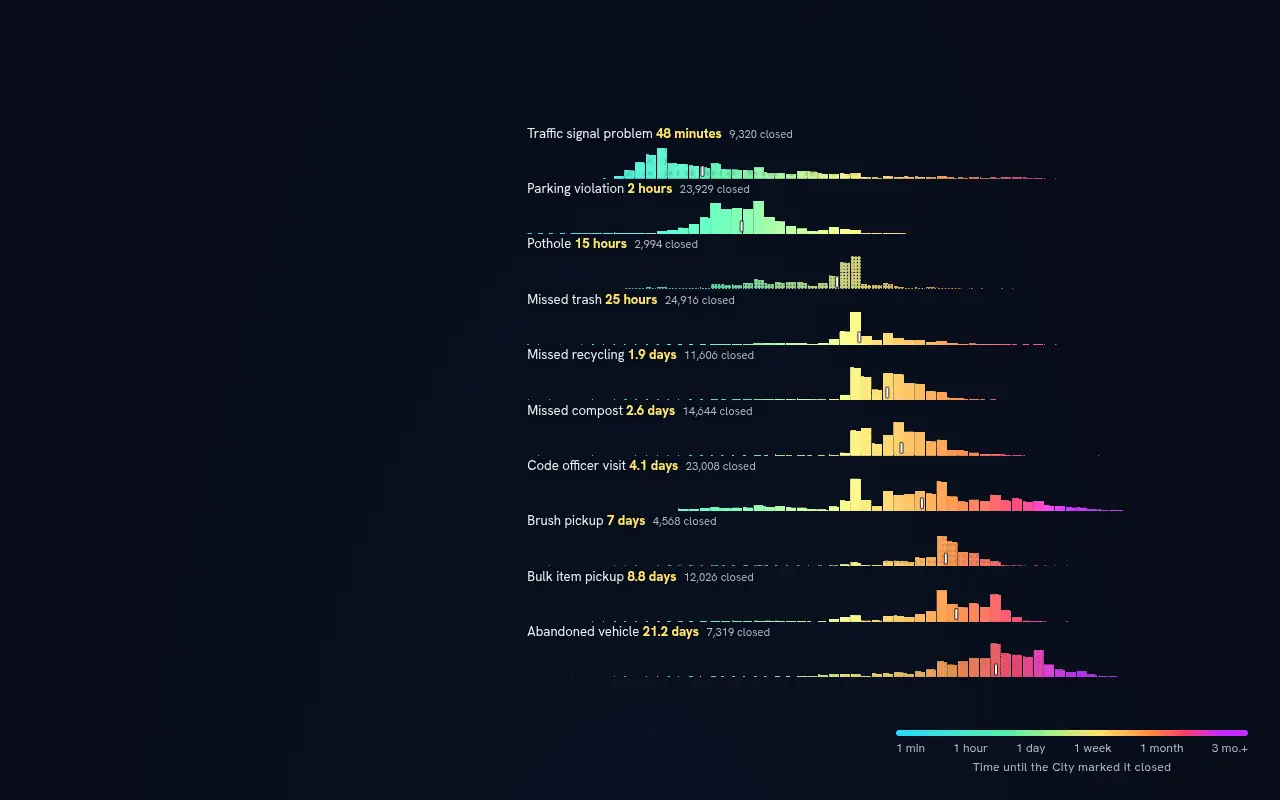 Traffic signal problem 48 minutes 9,320 closed
Parking violation 2 hours 23,929 closed
Pothole 15 hours 2,994 closed
Missed trash 25 hours 24,916 closed
Missed recycling 1.9 days 11,606 closed
Missed compost 2.6 days 14,644 closed
Code officer visit 4.1 days 23,008 closed
Brush pickup 7 days 4,568 closed
Bulk item pickup 8.8 days 12,026 closed
Abandoned vehicle 21.2 days 7,319 closed
1 min 1 hour 1 day 1 week 1 month 3 mo.+
Time until the City marked it closed